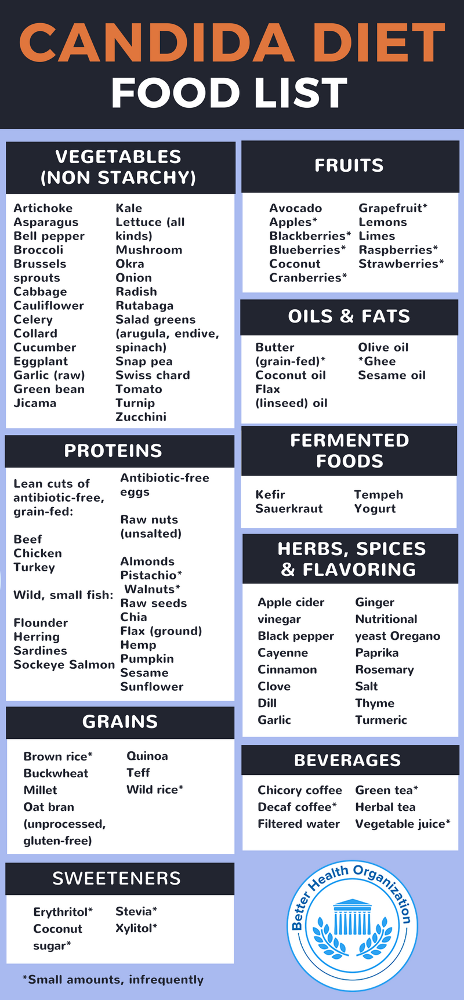 CANDIDA DIET
FOOD LIST
VEGETABLES
(NON STARCHY)
Artichoke
Asparagus
Bell pepper
Broccoli
Brussels
sprouts
Cabbage
Cauliflower
Celery
Collard
Cucumber
Eggplant
Garlic (raw)
Green bean
Jicama
Kale
Lettuce (all
kinds)
Mushroom
Okra
Onion
Radish
Rutabaga
Salad greens
(arugula, endive,
spinach)
Snap pea
Swiss chard
Tomato
Turnip
Zucchini
FRUITS
Avocado
Apples*
Blackberries*
Blueberries*
Coconut
Cranberries*
Grapefruit*
Lemons
Limes
Raspberries*
Strawberries*
OILS & FATS
Butter
(grain-fed)*
Coconut oil
Flax
(linseed) oil
Olive oil
*Ghee
Sesame oil
PROTEINS
Lean cuts of
antibiotic-free,
grain-fed:
Beef
Chicken
Turkey
Wild, small fish:
Flounder
Herring
Sardines
Sockeye Salmon
Antibiotic-free
eggs
Raw nuts
(unsalted)
Almonds
Pistachio*
Walnuts*
Raw seeds
Chia
Flax (ground)
Hemp
Pumpkin
Sesame
Sunflower
FERMENTED
FOODS
Kefir
Sauerkraut
Tempeh
Yogurt
HERBS, SPICES
& FLAVORING
Apple cider
vinegar
Black pepper
Cayenne
Cinnamon
Clove
Dill
Garlic
Ginger
Nutritional
yeast Oregano
Paprika
Rosemary
Salt
Thyme
Turmeric
GRAINS
Brown rice*
Buckwheat
Millet
Oat bran
(unprocessed,
gluten-free)
Quinoa
Teff
Wild rice*
BEVERAGES
Chicory coffee
Decaf coffee*
Filtered water
Green tea*
Herbal tea
Vegetable juice*
SWEETENERS
Erythritol*
Coconut
sugar*
Stevia*
Xylitol*
*Small amounts, infrequently
Better Health Organization